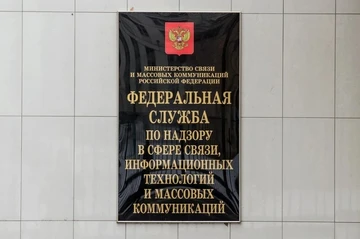 МИНИСТЕРСТВО СВЯЗИ
И МАССОВЫХ КОММУНИКАЦИЙ
РОССИЙСКОЙ ФЕДЕРАЦИИ
ФЕДЕРАЛЬНАЯ
СЛУЖБА
ПО НАДЗОРУ
В СФЕРЕ СВЯЗИ,
ИНФОРМАЦИОННЫХ
ТЕХНОЛОГИЙ
И МАССОВЫХ
КОММУНИКАЦИЙ